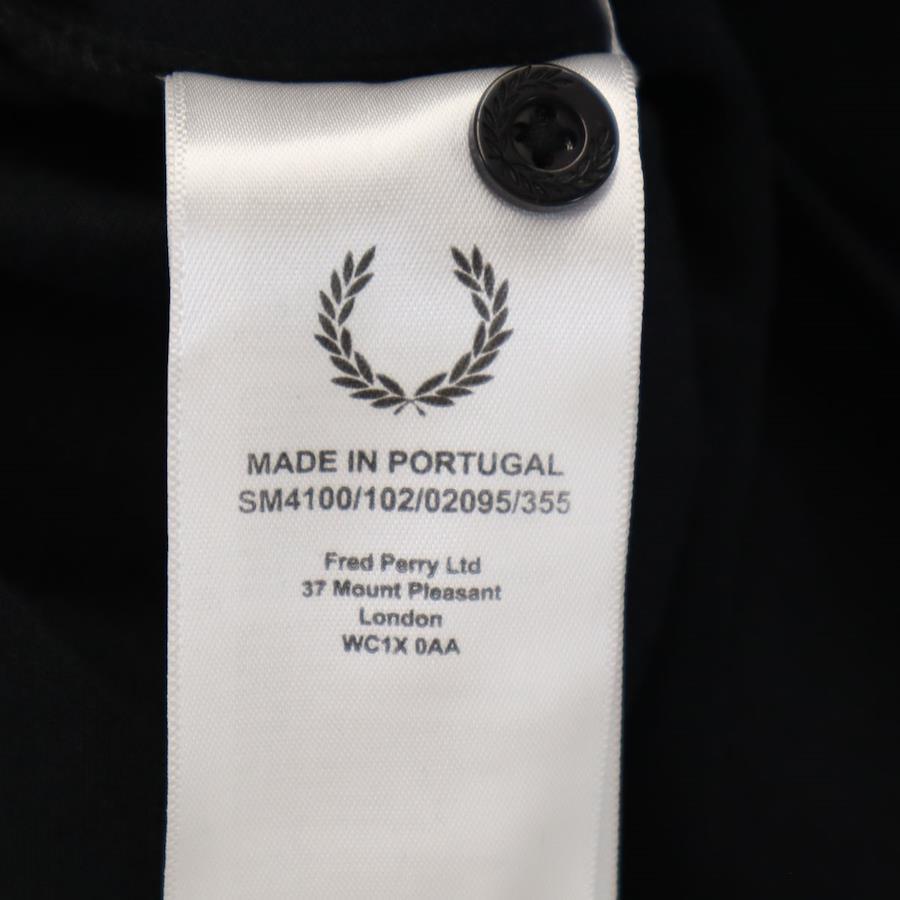 MADE IN PORTUGAL
SM4100/102/02095/355
Fred Perry Ltd
37 Mount Pleasant
London
WC1X 0AA